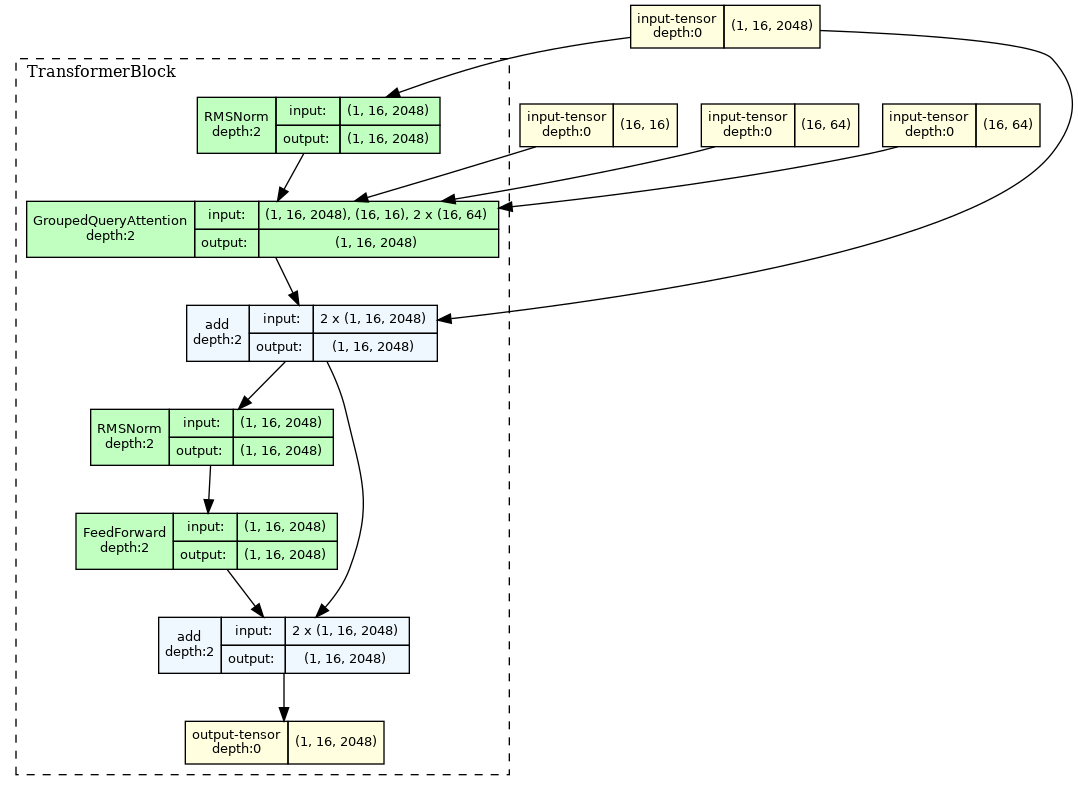 input-tensor
depth:0
(1, 16, 2048)
TransformerBlock
RMSNorm
depth:2
input:
(1, 16, 2048)
output:
(1, 16, 2048)
input-tensor
depth:0
(16, 16)
input-tensor
depth:0
(16, 64)
input-tensor
depth:0
(16, 64)
GroupedQueryAttention
depth:2
input:
(1, 16, 2048), (16, 16), 2 x (16, 64)
output:
(1, 16, 2048)
add
depth:2
input:
2 x (1, 16, 2048)
output:
(1, 16, 2048)
RMSNorm
depth:2
input:
(1, 16, 2048)
output:
(1, 16, 2048)
FeedForward
depth:2
input:
(1, 16, 2048)
output:
(1, 16, 2048)
add
depth:2
input:
2 x (1, 16, 2048)
output:
(1, 16, 2048)
output-tensor
depth:0
(1, 16, 2048)